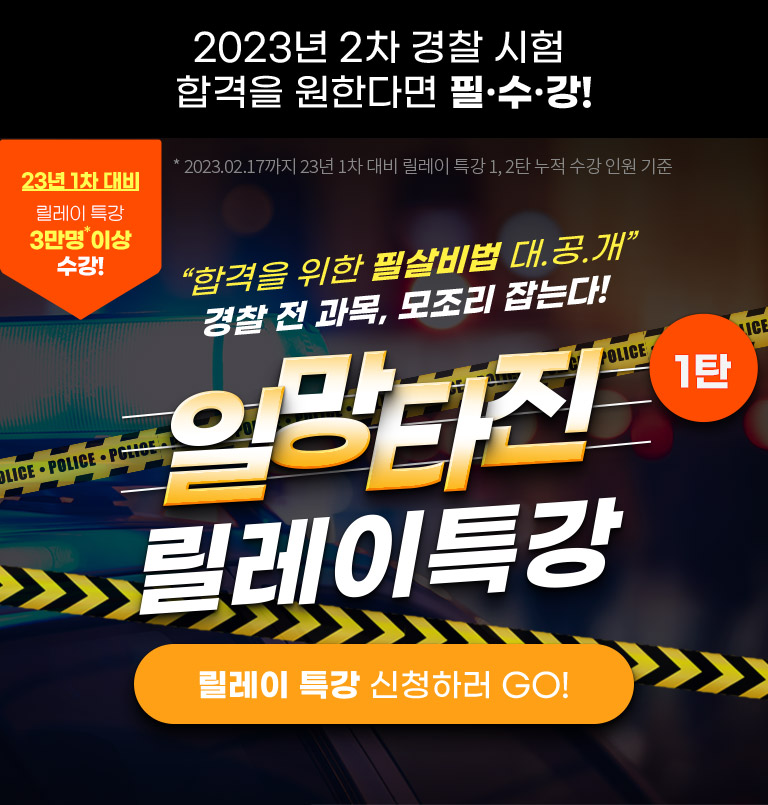 2023년 2차 경찰 시험
합격을 원한다면 필·수·강!
23년 1차 대비
릴레이 특강
3만명*이상
수강!
* 2023.02.17까지 23년 1차 대비 릴레이 특강 1, 2탄 누적 수강 인원 기준
“합격을 위한 필살비법 대.공.개”
경찰 전 과목, 모조리 잡는다!
1탄
일망타진
릴레이특강
POLICE • POLICE • POLICE
POLICE
릴레이 특강 신청하러 GO!